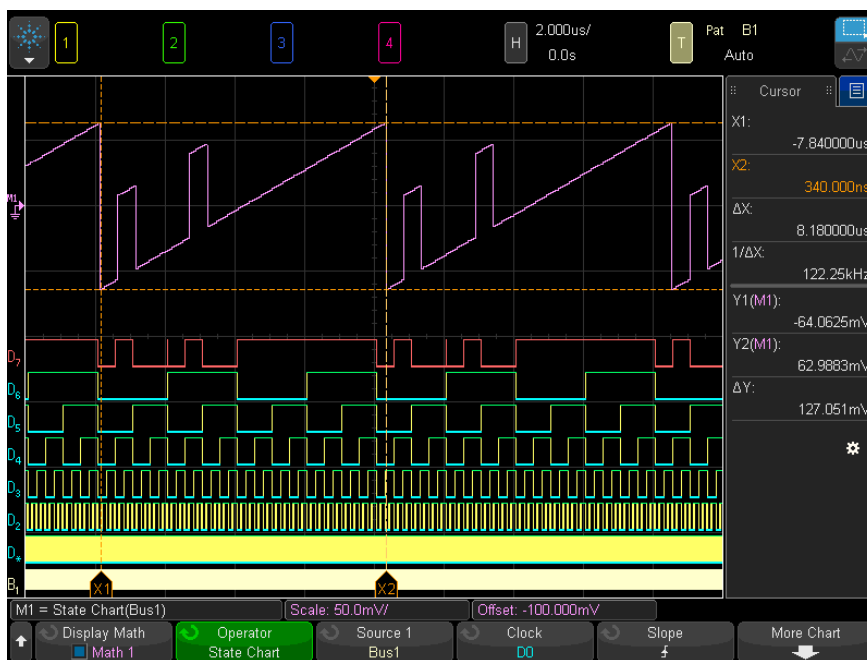 1 2 3 4 H 2.000us/ 0.0s T Pat B1 Auto
Cursor
X1:
-7.840000us
X2:
340.000ns
ΔX:
8.180000us
1/ΔX:
122.25kHz
Y1(M1):
-64.0625mV
Y2(M1):
62.9883mV
ΔY:
127.051mV
M1
D7
D6
D5
D4
D3
D2
D*
B1
X1 X2
M1 = State Chart(Bus1) Scale: 50.0mV/ Offset: -100.000mV
Display Math Operator Source 1 Clock Slope More Chart
Math 1 State Chart Bus1 D0